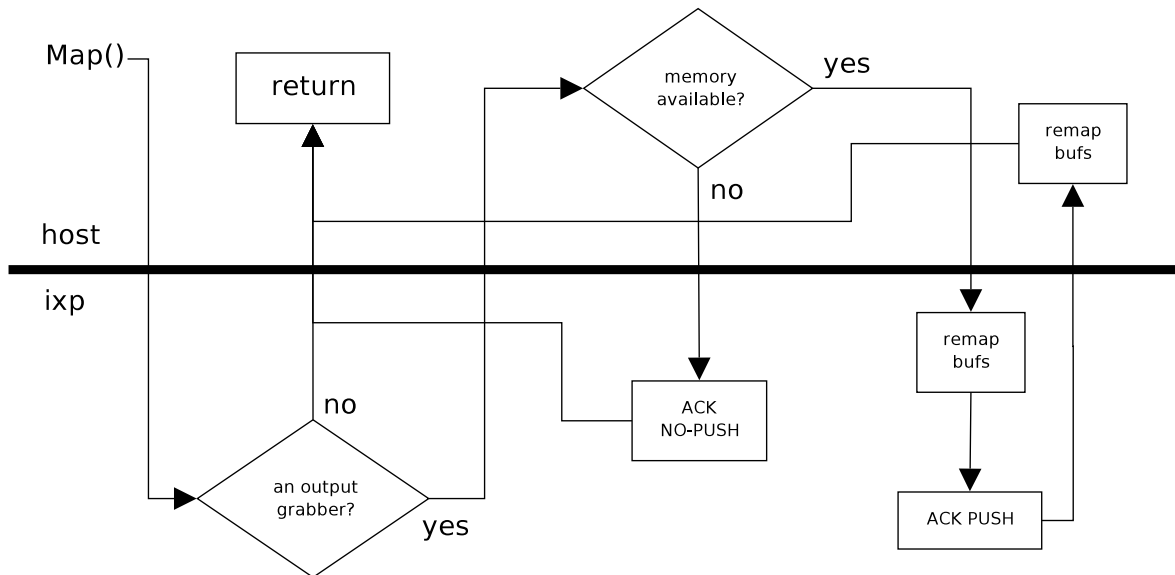 Map()
return
memory
available?
yes
remap
bufs
no
host
ixp
remap
bufs
no
ACK
NO-PUSH
an output
grabber?
yes
ACK PUSH